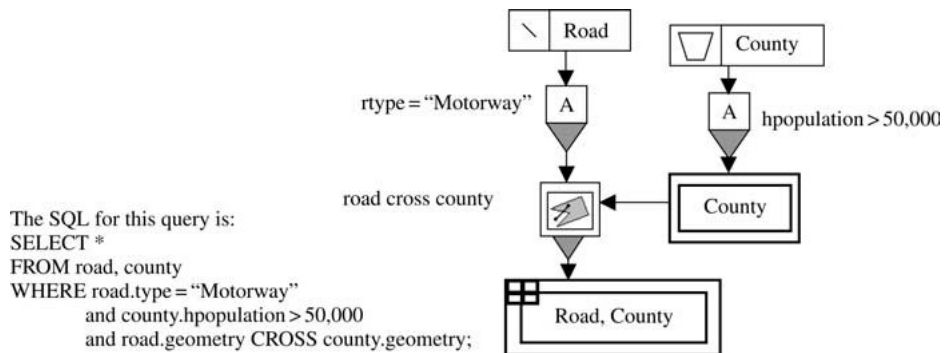 Road
County
rtype = “Motorway”
A
A
hpopulation > 50,000
road cross county
County
The SQL for this query is:
SELECT *
FROM road, county
WHERE road.type = “Motorway”
and county.hpopulation > 50,000
and road.geometry CROSS county.geometry;
Road, County